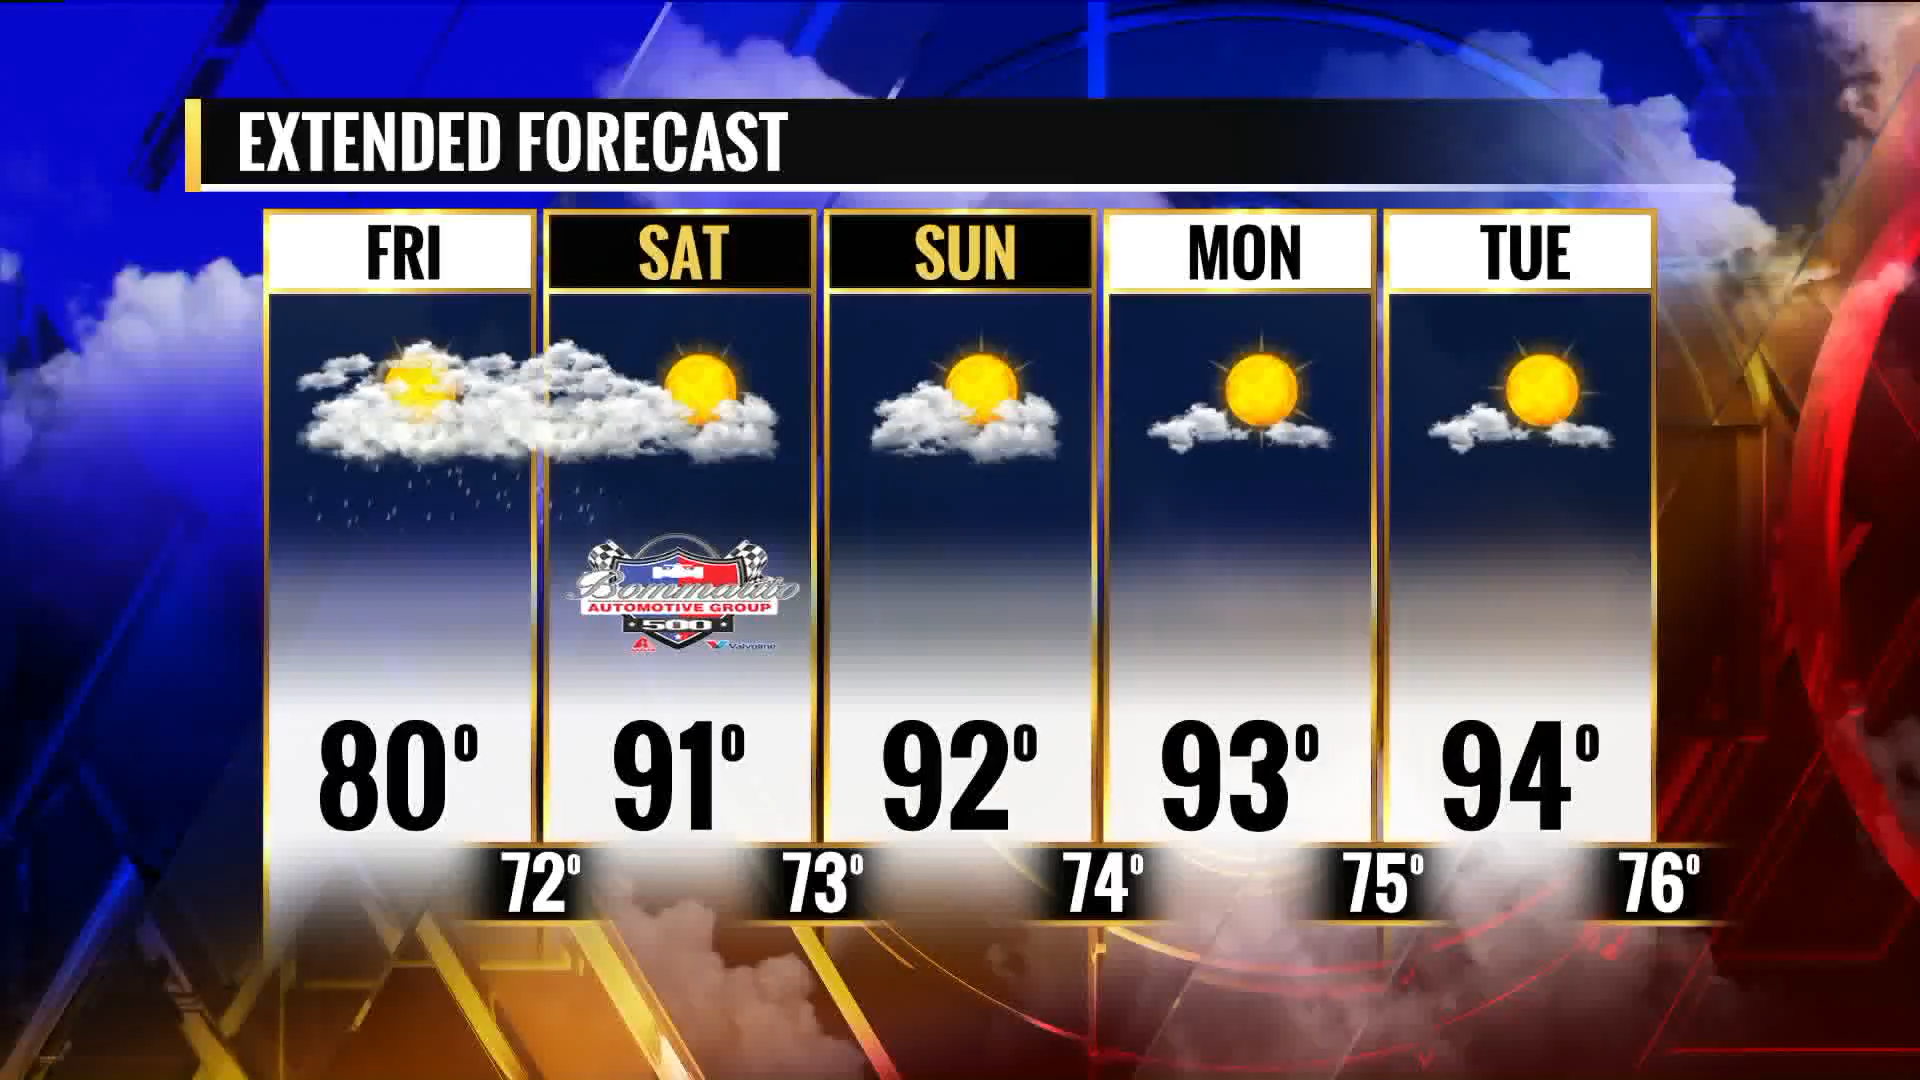 EXTENDED FORECAST
FRI SAT SUN MON TUE
Bommarito
AUTOMOTIVE GROUP
500
Valvoline
80° 91° 92° 93° 94°
72° 73° 74° 75° 76°